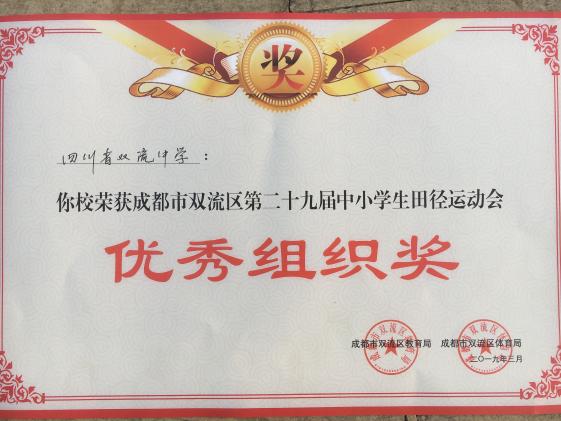 奖
四川省双流中学：
你校荣获成都市双流区第二十九届中小学生田径运动会
优秀组织奖
成都市双流区教育局 成都市双流区体育局
二〇一九年三月